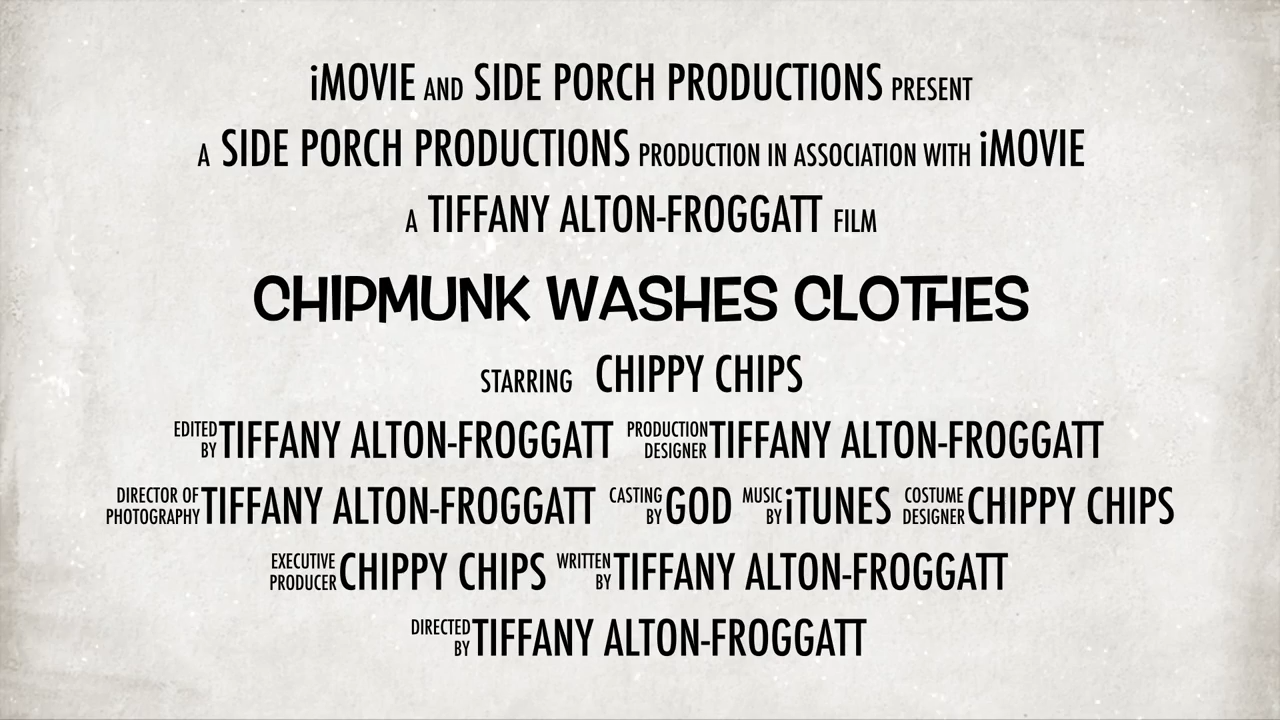 iMOVIE AND SIDE PORCH PRODUCTIONS PRESENT
A SIDE PORCH PRODUCTIONS PRODUCTION IN ASSOCIATION WITH iMOVIE
A TIFFANY ALTON-FROGGATT FILM
CHIPMUNK WASHES CLOTHES
STARRING CHIPPY CHIPS
EDITED BY TIFFANY ALTON-FROGGATT PRODUCTION DESIGNER TIFFANY ALTON-FROGGATT
DIRECTOR OF PHOTOGRAPHY TIFFANY ALTON-FROGGATT CASTING BY GOD MUSIC BY iTUNES COSTUME DESIGNER CHIPPY CHIPS
EXECUTIVE PRODUCER CHIPPY CHIPS WRITTEN BY TIFFANY ALTON-FROGGATT
DIRECTED BY TIFFANY ALTON-FROGGATT